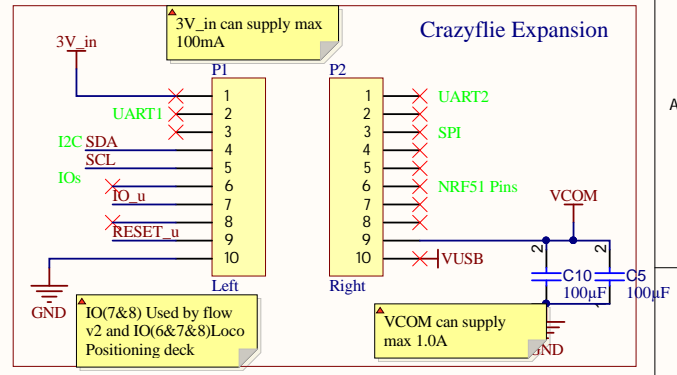 3V_in can supply max
100mA
Crazyflie Expansion
3V_in
P1
P2
1
2
3
4
5
6
7
8
9
10
1
2
3
4
5
6
7
8
9
10
UART1
I2C SDA
SCL
IOs
IO_u
RESET_u
GND
Left
UART2
SPI
NRF51 Pins
VUSB
Right
VCOM
2
2
C10
100µF
C5
100µF
GND
IO(7&8) Used by flow
v2 and IO(6&7&8)Loco
Positioning deck
VCOM can supply
max 1.0A
A